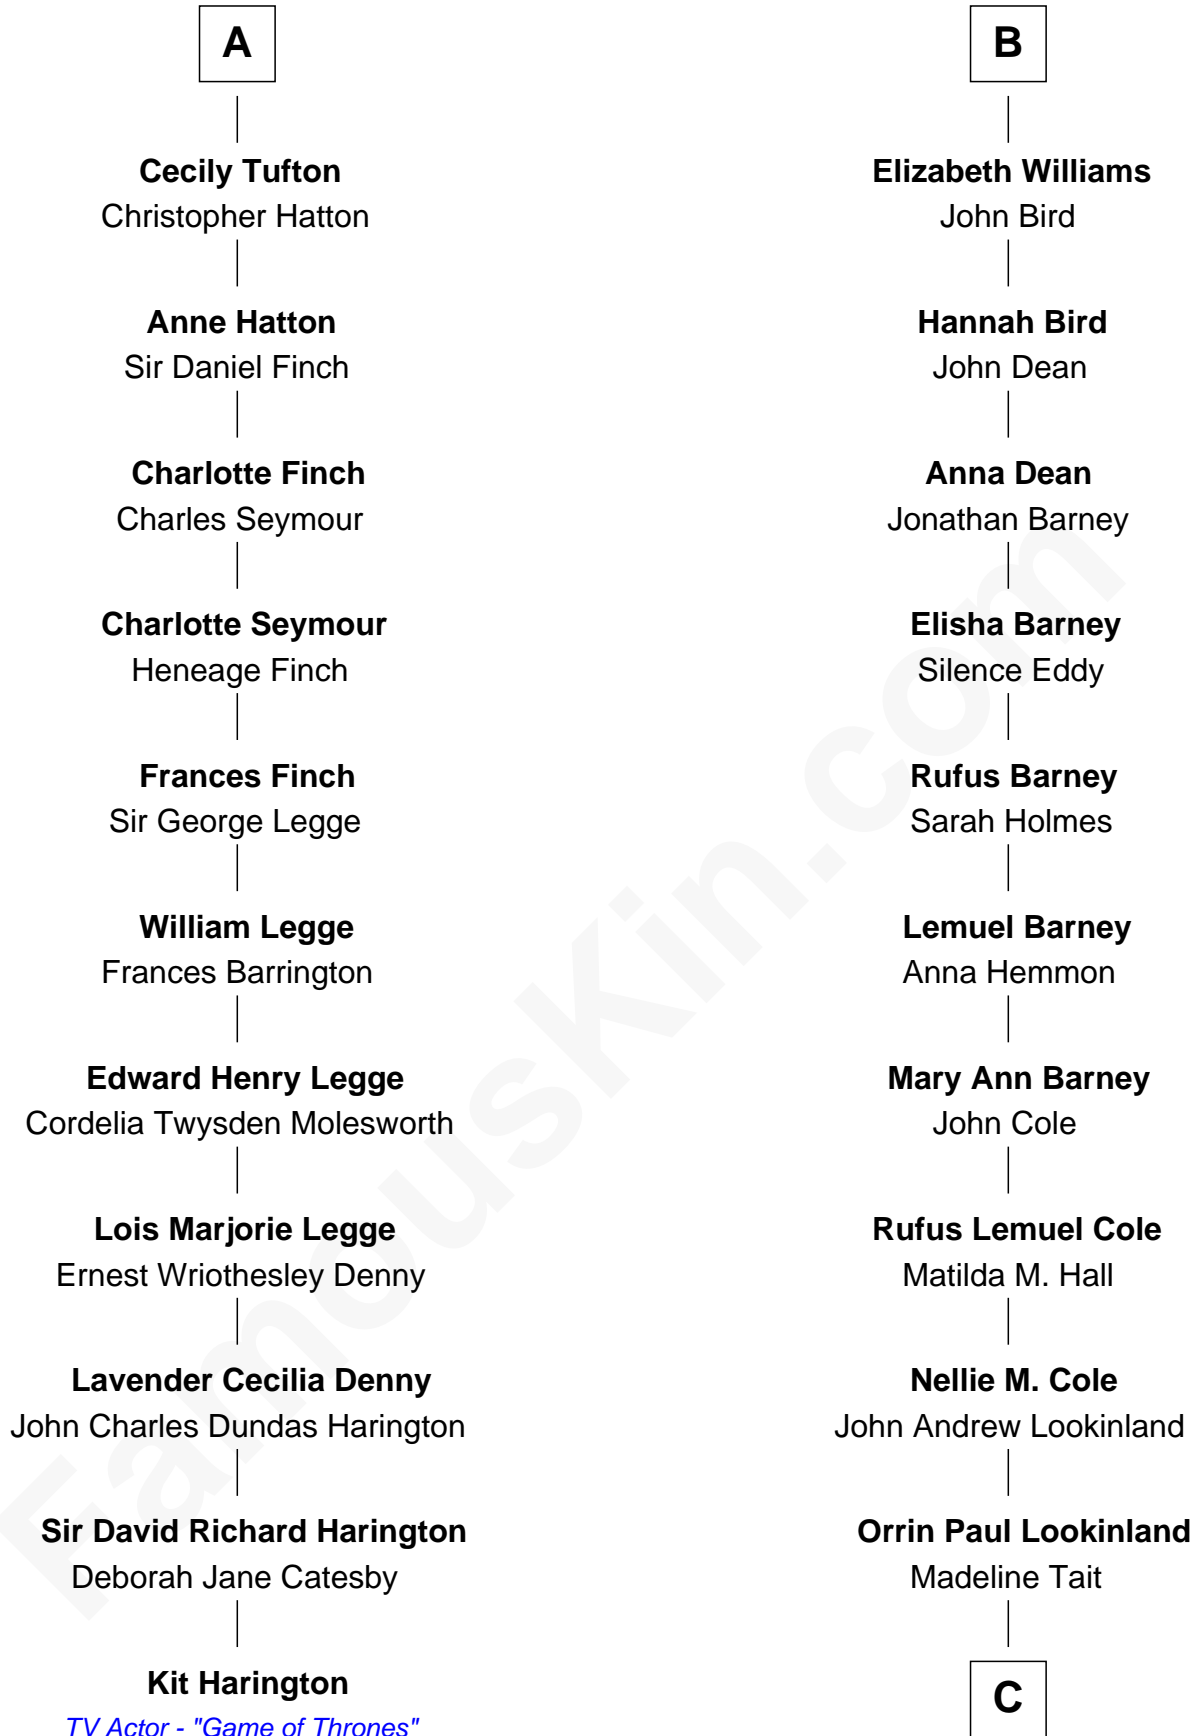 A
Cecily Tufton
Christopher Hatton
Anne Hatton
Sir Daniel Finch
Charlotte Finch
Charles Seymour
Charlotte Seymour
Heneage Finch
Frances Finch
Sir George Legge
William Legge
Frances Barrington
Edward Henry Legge
Cordelia Twysden Molesworth
Lois Marjorie Legge
Ernest Wriothesley Denny
Lavender Cecilia Denny
John Charles Dundas Harington
Sir David Richard Harington
Deborah Jane Catesby
Kit Harington
TV Actor - "Game of Thrones"
B
Elizabeth Williams
John Bird
Hannah Bird
John Dean
Anna Dean
Jonathan Barney
Elisha Barney
Silence Eddy
Rufus Barney
Sarah Holmes
Lemuel Barney
Anna Hemmon
Mary Ann Barney
John Cole
Rufus Lemuel Cole
Matilda M. Hall
Nellie M. Cole
John Andrew Lookinland
Orrin Paul Lookinland
Madeline Tait
C
FamousKin.com